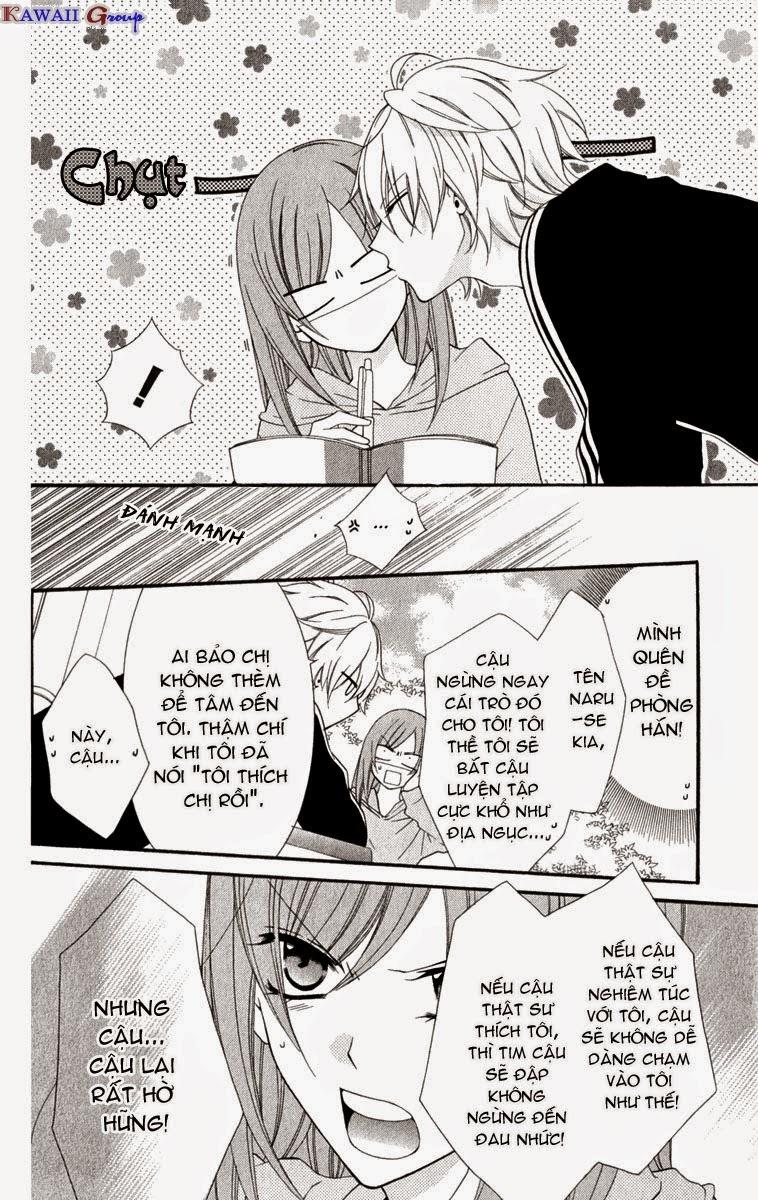 KAWAII Group
Chụt
!
...
ĐÁNH MẠNH
MÌNH
QUÊN ĐỀ
PHÒNG
HẮN!
TÊN
NARU-
-SE
KIA,
CẬU
NGỪNG NGAY
CÁI TRÒ ĐÓ
CHO TÔI! TÔI
THỀ TÔI SẼ
BẮT CẬU
LUYỆN TẬP
CỰC KHỔ NHƯ
ĐỊA NGỤC...
AI BẢO CHỊ
KHÔNG THÈM
ĐỂ TÂM ĐẾN
TÔI. THẬM CHÍ
KHI TÔI ĐÃ
NÓI "TÔI THÍCH
CHỊ RỒI".
NÀY,
CẬU...
NẾU CẬU
THẬT SỰ
NGHIÊM TÚC
VỚI TÔI, CẬU
SẼ KHÔNG DỄ
DÀNG CHẠM
VÀO TÔI
NHƯ THẾ!
NẾU CẬU
THẬT SƯ
THÍCH TÔI,
THÌ TIM CẬU
SẼ ĐẬP
KHÔNG
NGỪNG ĐẾN
ĐAU NHỨC!
NHƯNG
CẬU...
CẬU LẠI
RẤT HỜ
HỮNG!